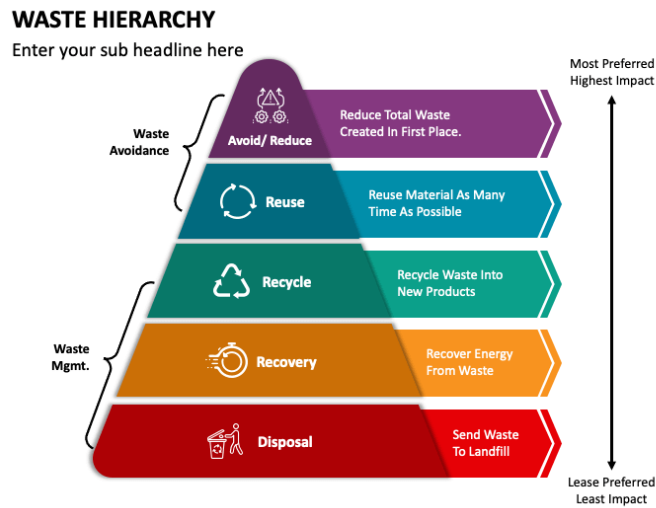 WASTE HIERARCHY
Enter your sub headline here
Most Preferred
Highest Impact
Waste
Avoidance
Avoid/ Reduce
Reduce Total Waste
Created In First Place.
Reuse
Reuse Material As Many
Time As Possible
Recycle
Recycle Waste Into
New Products
Waste
Mgmt.
Recovery
Recover Energy
From Waste
Disposal
Send Waste
To Landfill
Lease Preferred
Least Impact